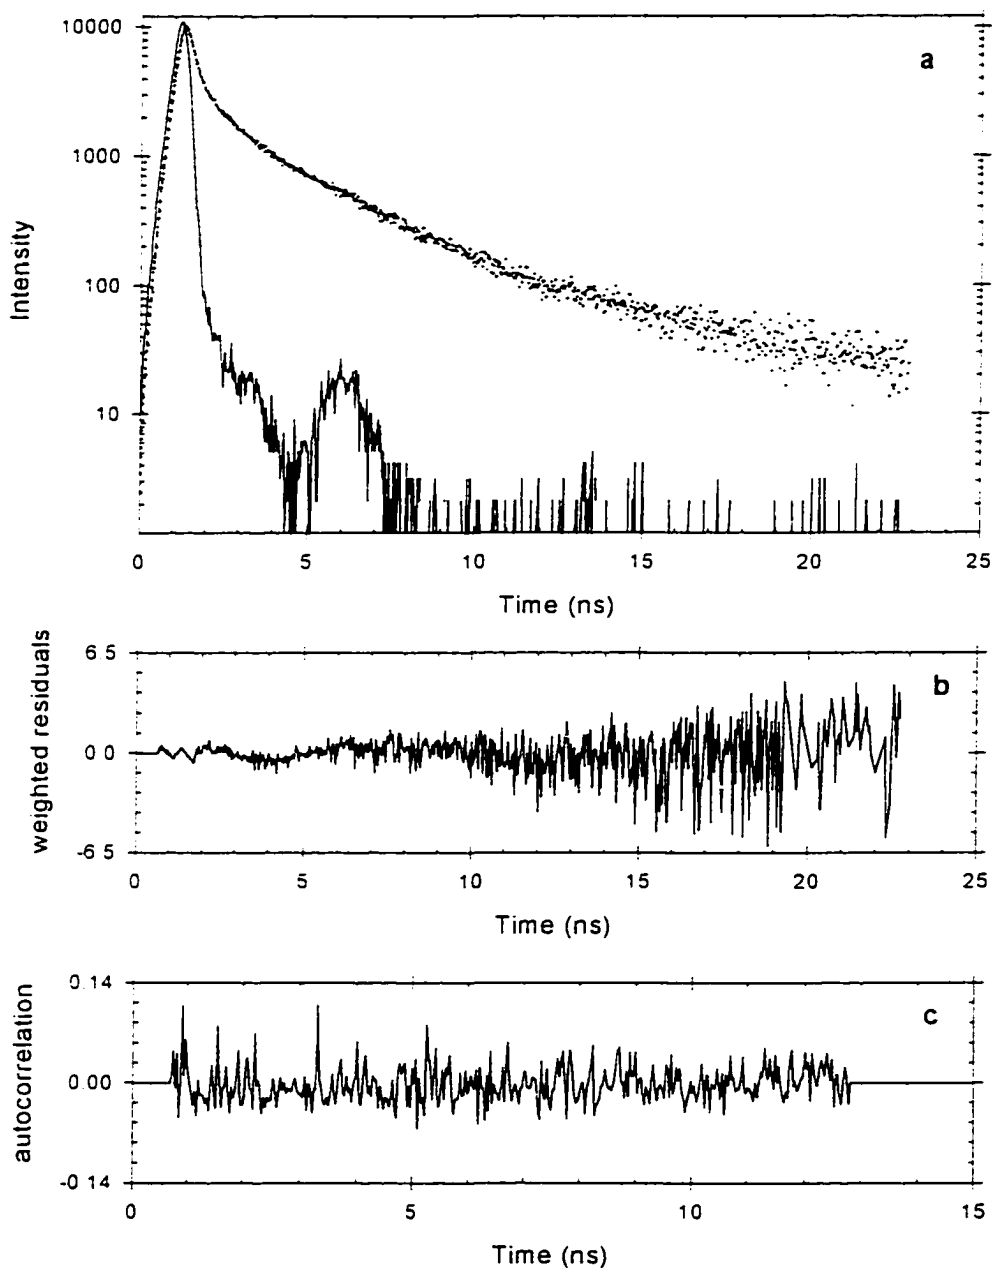 a
10000
1000
100
10
Intensity
0 5 10 15 20 25
Time (ns)
b
6 5
0 0
-6 5
weighted residuals
0 5 10 15 20 25
Time (ns)
c
0.14
0.00
-0 14
autocorrelation
0 5 10 15
Time (ns)